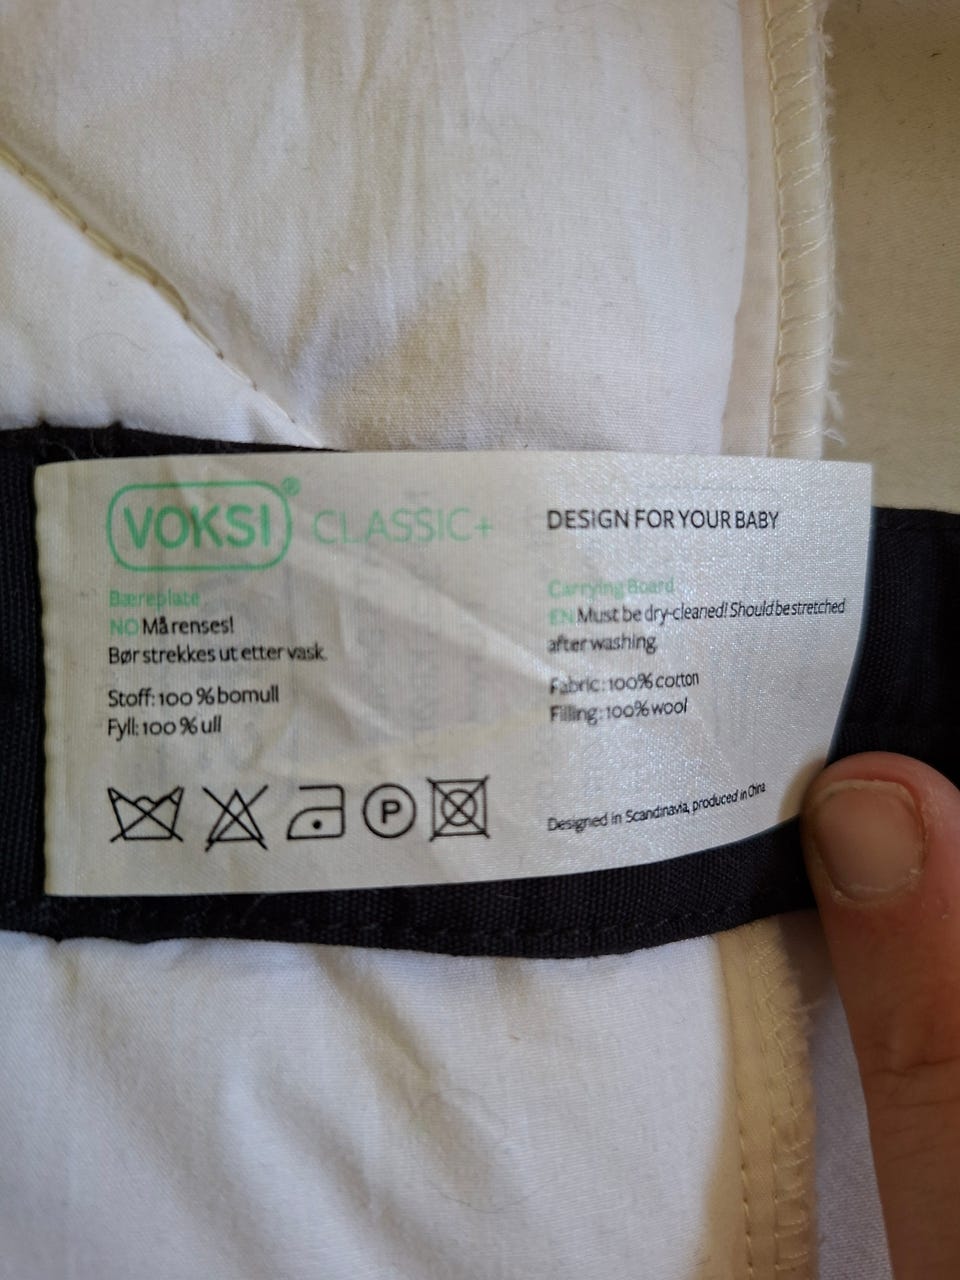 VOKSI® CLASSIC+
Bæreplate
NO Må renses!
Bør strekkes ut etter vask.
Stoff: 100 % bomull
Fyll: 100 % ull
P
DESIGN FOR YOUR BABY
Carrying Board
EN Must be dry-cleaned! Should be stretched
after washing.
Fabric: 100% cotton
Filling: 100% wool
Designed in Scandinavia, produced in China